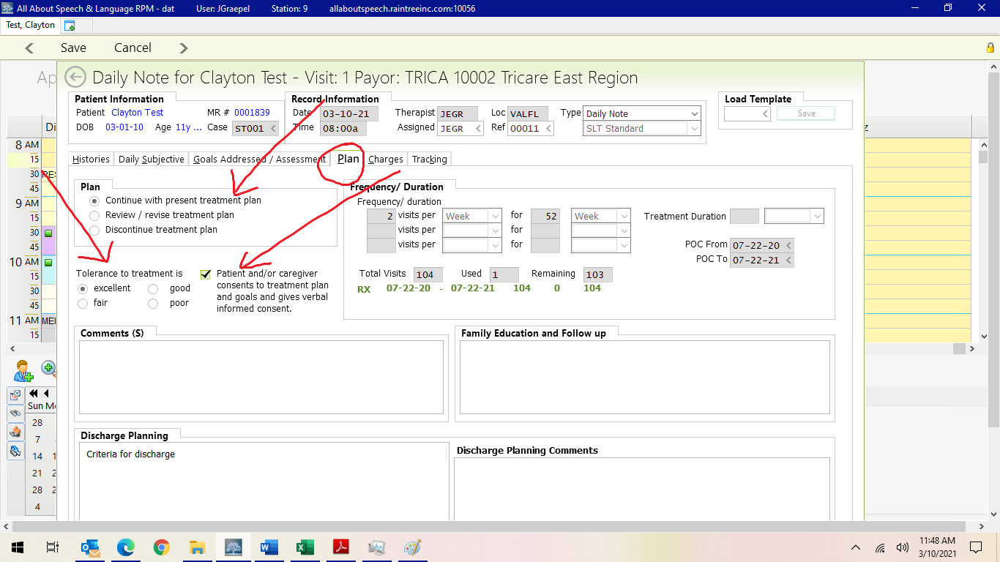 All About Speech & Language RPM - dat User: JGraepel Station: 9 allaboutspeech.raintreeinc.com:10056
Test, Clayton
Save Cancel
Daily Note for Clayton Test - Visit: 1 Payor: TRICA 10002 Tricare East Region
Patient Information Record Information Load Template
Patient Clayton Test MR # 0001839 Date 03-10-21 Therapist JEGR Loc VALFL Type Daily Note Save
DOB 03-01-10 Age 11y ... Case ST001 Time 08:00a Assigned JEGR Ref 00011 SLT Standard
Histories Daily Subjective Goals Addressed / Assessment Plan Charges Tracking
Plan Frequency/ Duration
Continue with present treatment plan Frequency/ duration
Review / revise treatment plan 2 visits per Week for 52 Week Treatment Duration
Discontinue treatment plan visits per for
visits per for POC From 07-22-20
POC To 07-22-21
Tolerance to treatment is Patient and/or caregiver Total Visits 104 Used 1 Remaining 103
excellent good consents to treatment plan RX 07-22-20 - 07-22-21 104 0 104
fair poor and goals and gives verbal
informed consent.
Comments (S) Family Education and Follow up
Discharge Planning
Criteria for discharge Discharge Planning Comments
8 AM
15
30
45
9 AM
15
30
45
10 AM
15
30
45
11 AM MEI
15
Sun Mo
28
7
14
21
28
4
11:48 AM
3/10/2021